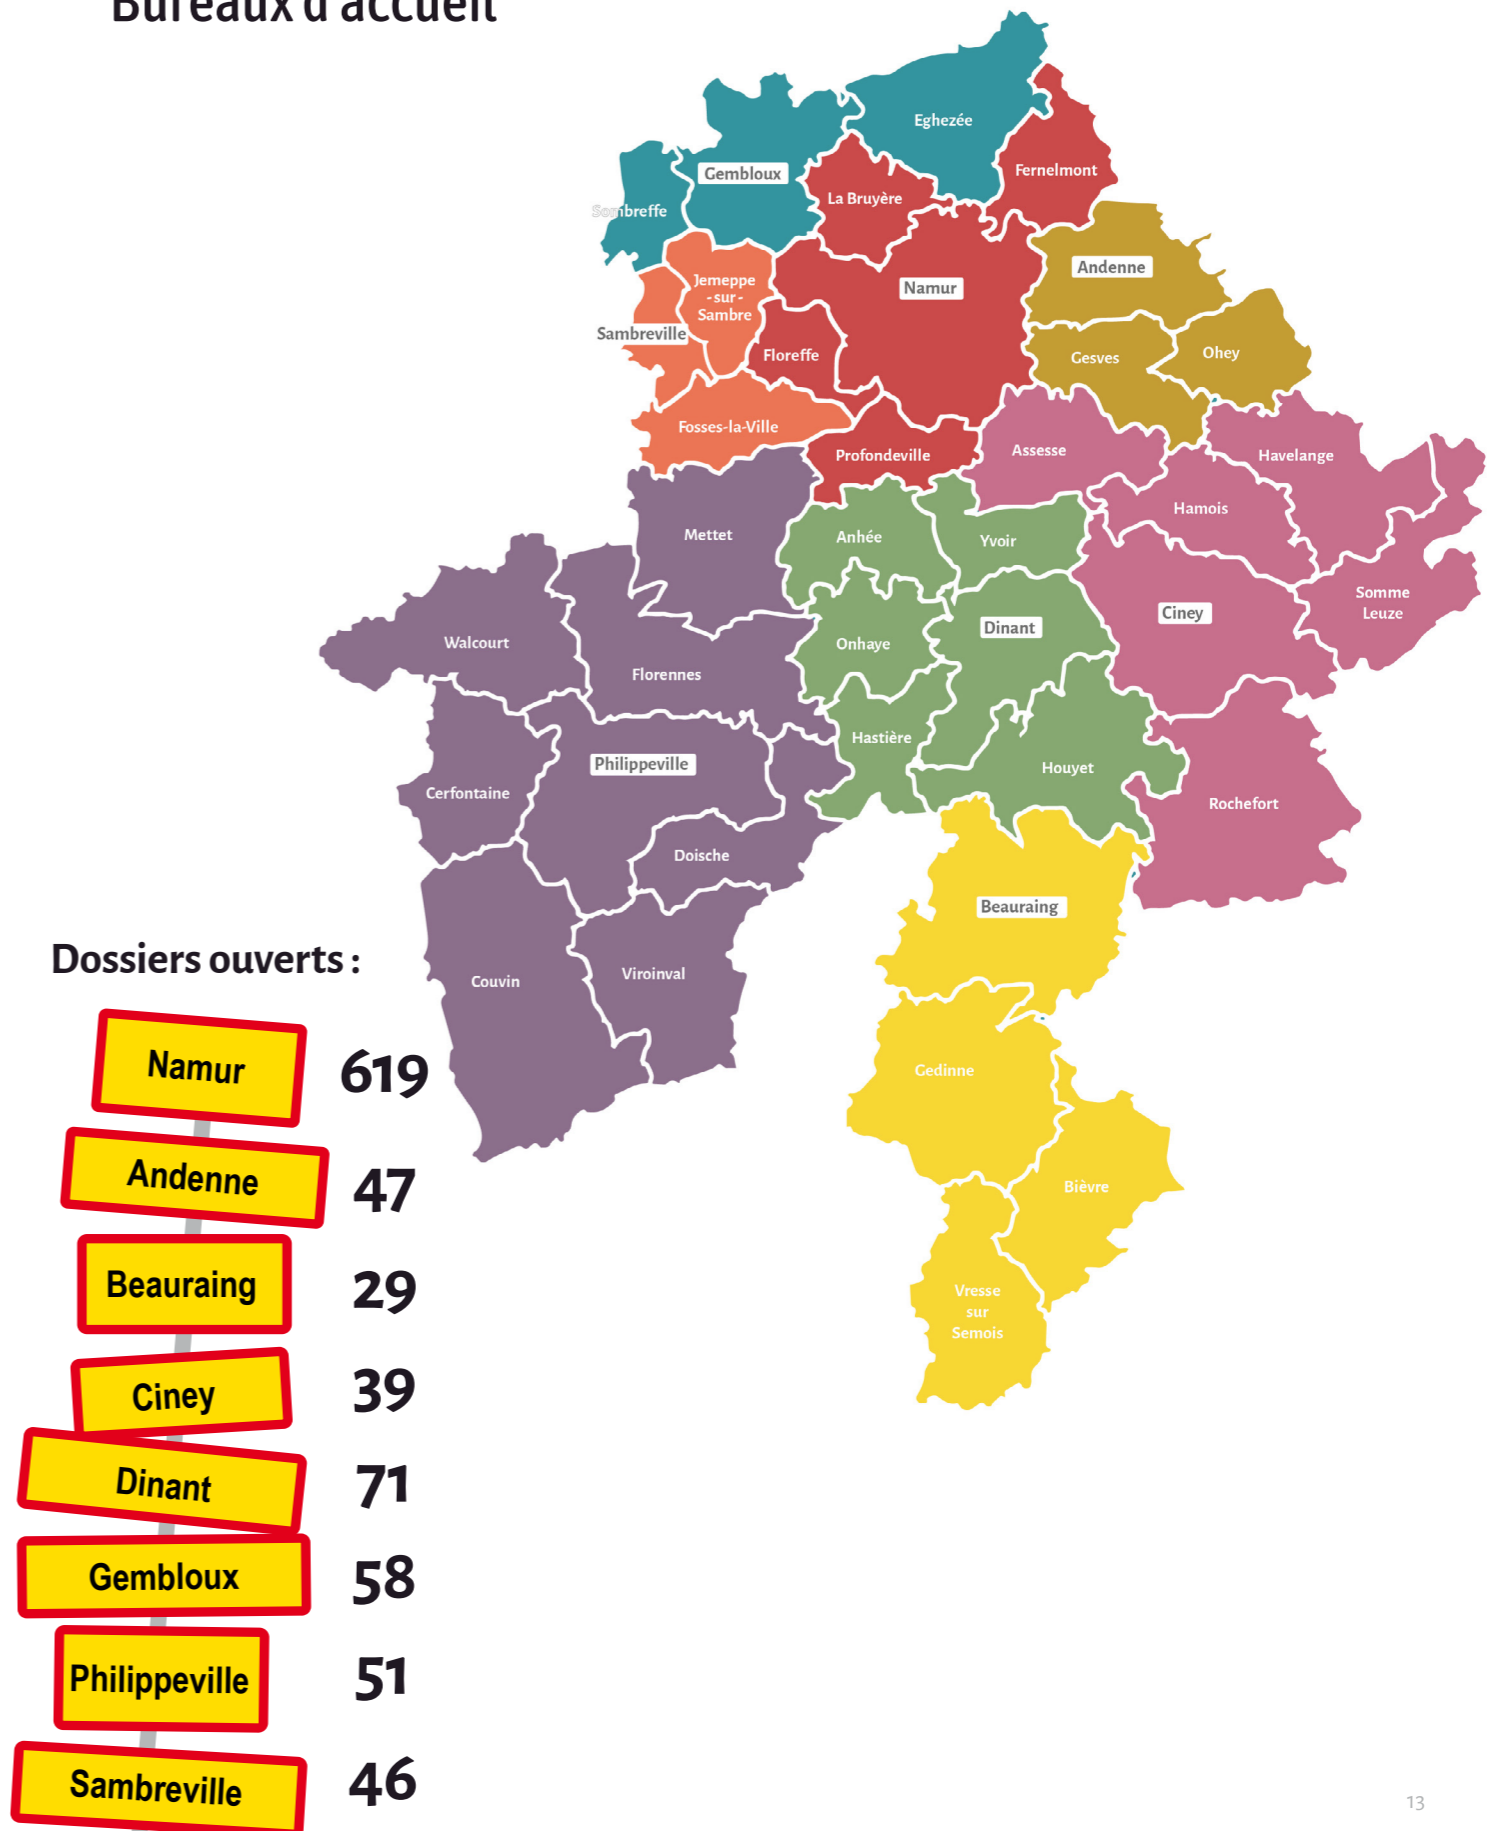 Bureaux d'accueil
Eghezée
Fernelmont
Gembloux
La Bruyère
Sombreffe
Andenne
Jemeppe
- sur -
Sambre
Namur
Sambreville
Floreffe
Gesves
Ohey
Fosses-la-Ville
Profondeville
Assesse
Havelange
Hamois
Mettet
Anhée
Yvoir
Somme
Leuze
Ciney
Dinant
Walcourt
Onhaye
Florennes
Hastière
Philippeville
Houyet
Cerfontaine
Rochefort
Doische
Beauraing
Couvin
Viroinval
Gedinne
Bièvre
Vresse
sur
Semois
Dossiers ouverts :
Namur 619
Andenne 47
Beauraing 29
Ciney 39
Dinant 71
Gembloux 58
Philippeville 51
Sambreville 46
13